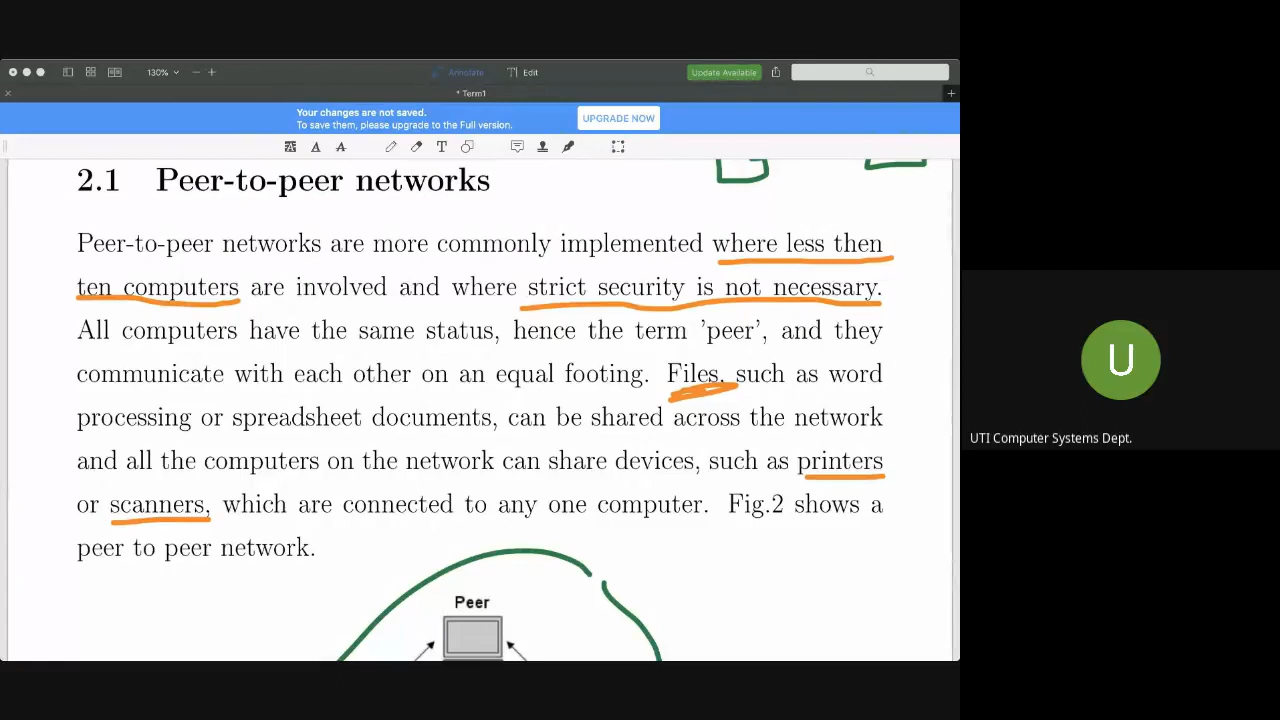 130%
Annotate
Edit
Update Available
* Term1
Your changes are not saved.
To save them, please upgrade to the Full version.
UPGRADE NOW
2.1 Peer-to-peer networks
Peer-to-peer networks are more commonly implemented where less then
ten computers are involved and where strict security is not necessary.
All computers have the same status, hence the term 'peer', and they
communicate with each other on an equal footing. Files, such as word
processing or spreadsheet documents, can be shared across the network
and all the computers on the network can share devices, such as printers
or scanners, which are connected to any one computer. Fig.2 shows a
peer to peer network.
Peer
U
UTI Computer Systems Dept.